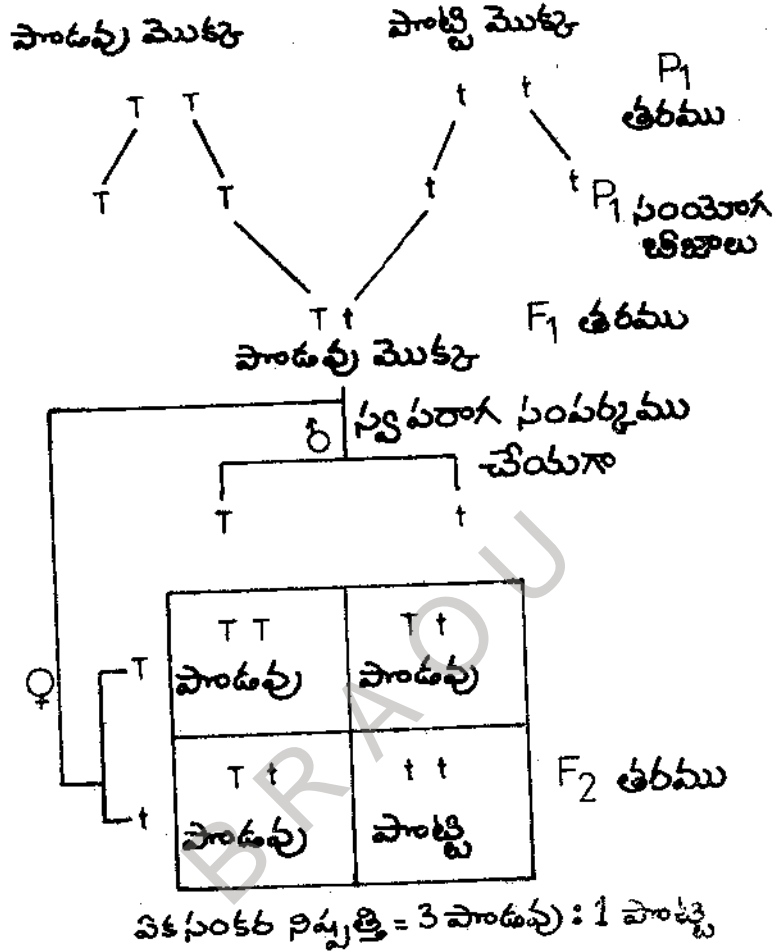 పొడవు మొక్క పొట్టి మొక్క
T T t t P1
తరము
T T t t P1 సంయోగ
బీజాలు
T t F1 తరము
పొడవు మొక్క
♂ స్వపరాగ సంపర్కము
చేయగా
T t
T T T t
♀ T పొడవు పొడవు
T t t t F2 తరము
t పొడవు పొట్టి
ఏకసంకర నిష్పత్తి = 3 పొడవు : 1 పొట్టి
BRAOU